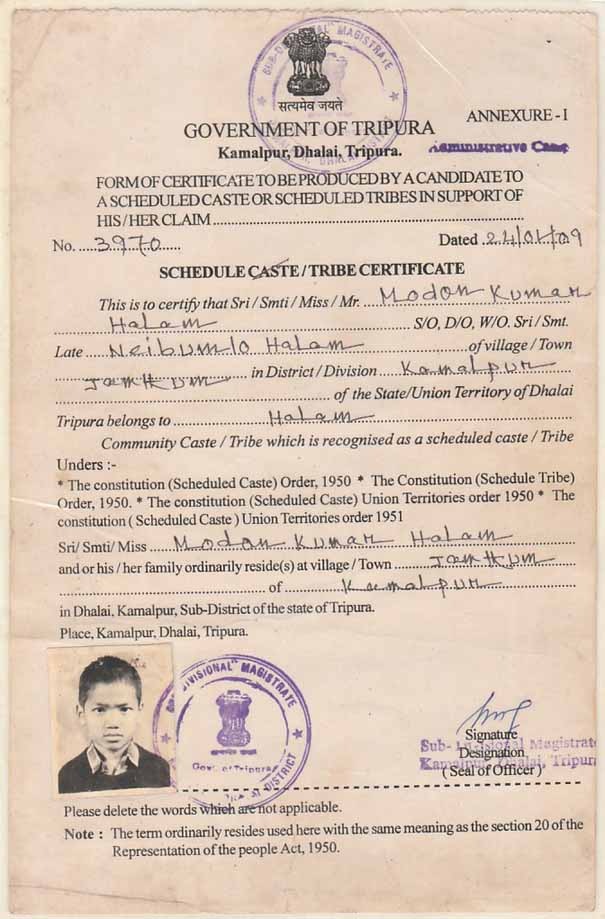 SUB-DIVISIONAL MAGISTRATE
सत्यमेव जयते
ANNEXURE - I
GOVERNMENT OF TRIPURA
Kamalpur, Dhalai, Tripura.
Administrative Case
FORM OF CERTIFICATE TO BE PRODUCED BY A CANDIDATE TO
A SCHEDULED CASTE OR SCHEDULED TRIBES IN SUPPORT OF
HIS/HER CLAIM
No. 3970 Dated 24/01/09
SCHEDULE CASTE / TRIBE CERTIFICATE
This is to certify that Sri / Smti / Miss / Mr. Modon Kumar
Halam S/O, D/O, W/O. Sri / Smt.
Late Neibumlo Halam of village / Town
Jamthum in District / Division Kamalpur
of the State/Union Territory of Dhalai
Tripura belongs to Halam
Community Caste / Tribe which is recognised as a scheduled caste / Tribe
Unders :-
* The constitution (Scheduled Caste) Order, 1950 * The Constitution (Schedule Tribe)
Order, 1950. * The constitution (Scheduled Caste) Union Territories order 1950 * The
constitution ( Scheduled Caste ) Union Territories order 1951
Sri/ Smti/ Miss Modon Kumar Halam
and or his / her family ordinarily reside(s) at village / Town Jamthum
of Kamalpur
in Dhalai, Kamalpur, Sub-District of the state of Tripura.
Place, Kamalpur, Dhalai, Tripura.
SUB-DIVISIONAL MAGISTRATE
Govt. of Tripura
DHALAI DISTRICT
Signature
Sub-Divisional Magistrate
Designation
Kamalpur, Dhalai, Tripura
( Seal of Officer )
Please delete the words which are not applicable.
Note : The term ordinarily resides used here with the same meaning as the section 20 of the
Representation of the people Act, 1950.